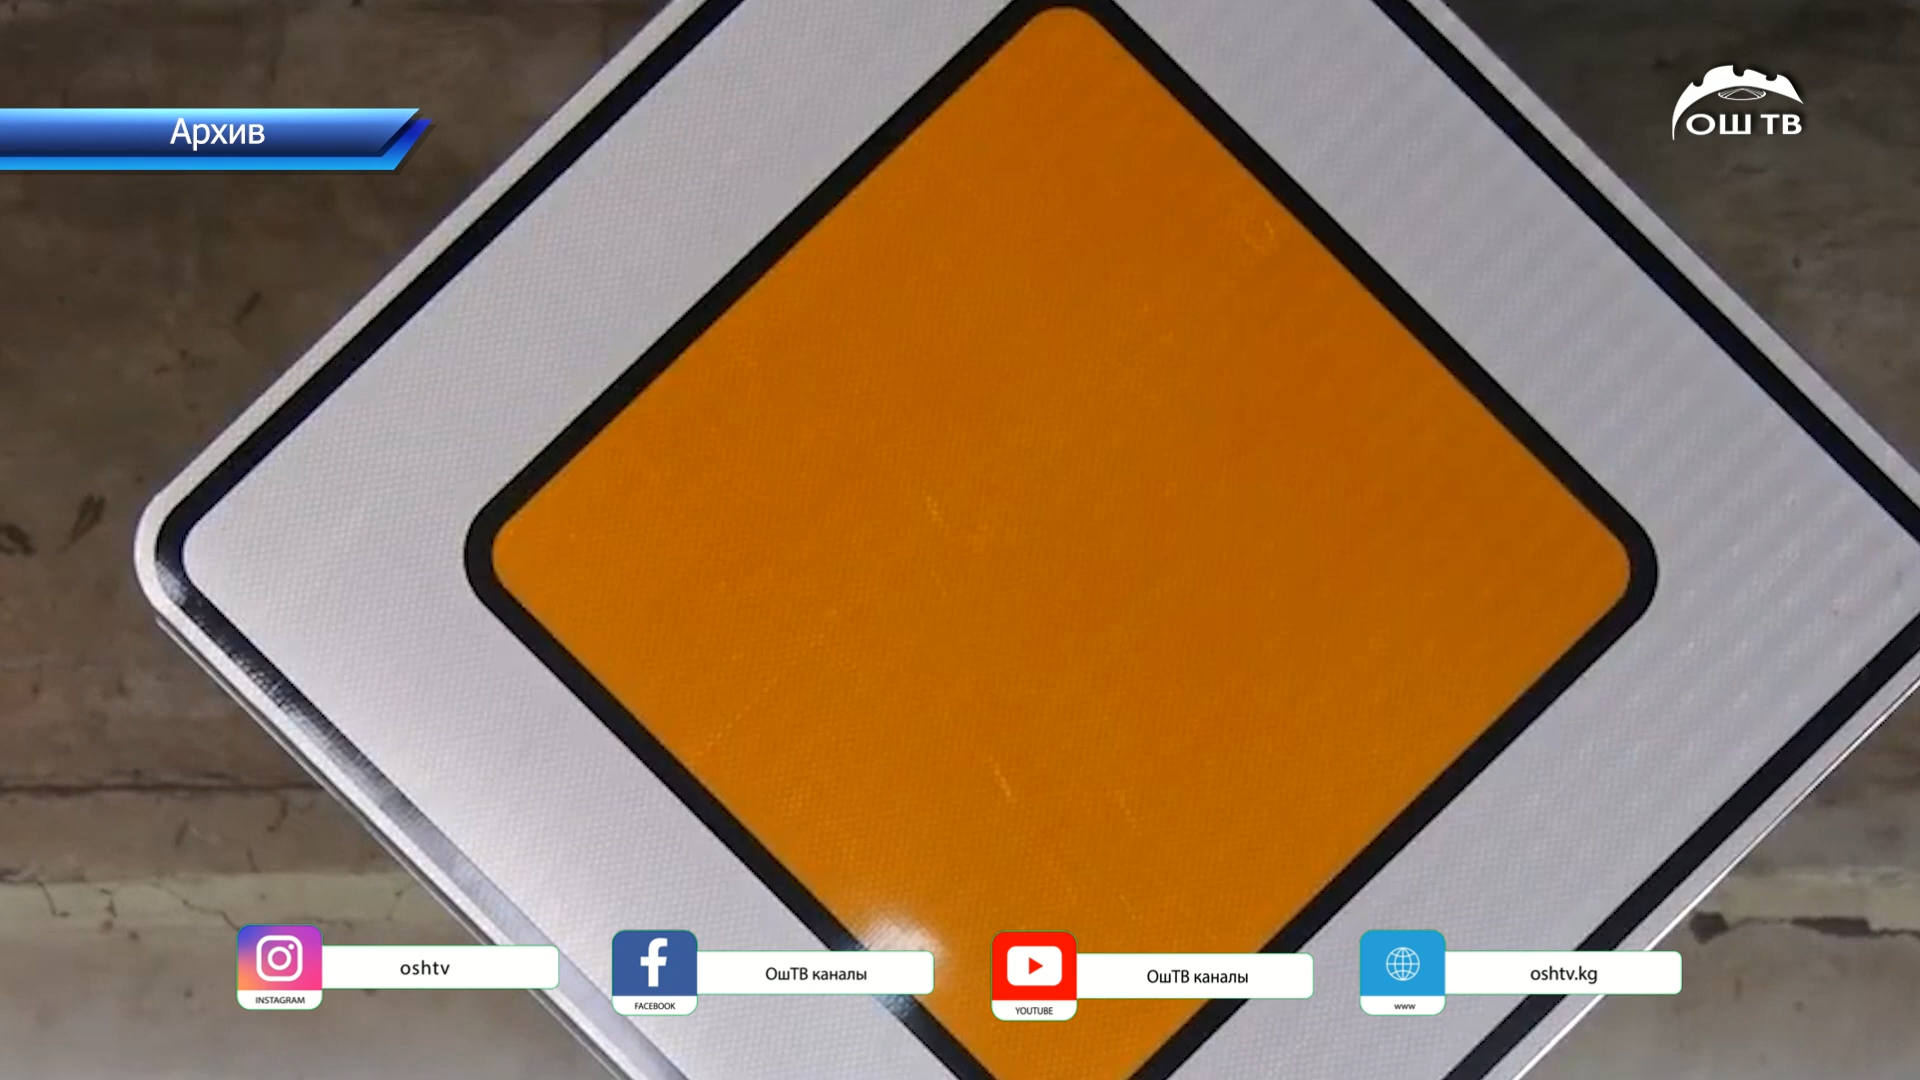 Архив
ОШ ТВ
INSTAGRAM
oshtv
FACEBOOK
ОшТВ каналы
YOUTUBE
ОшТВ каналы
www
oshtv.kg